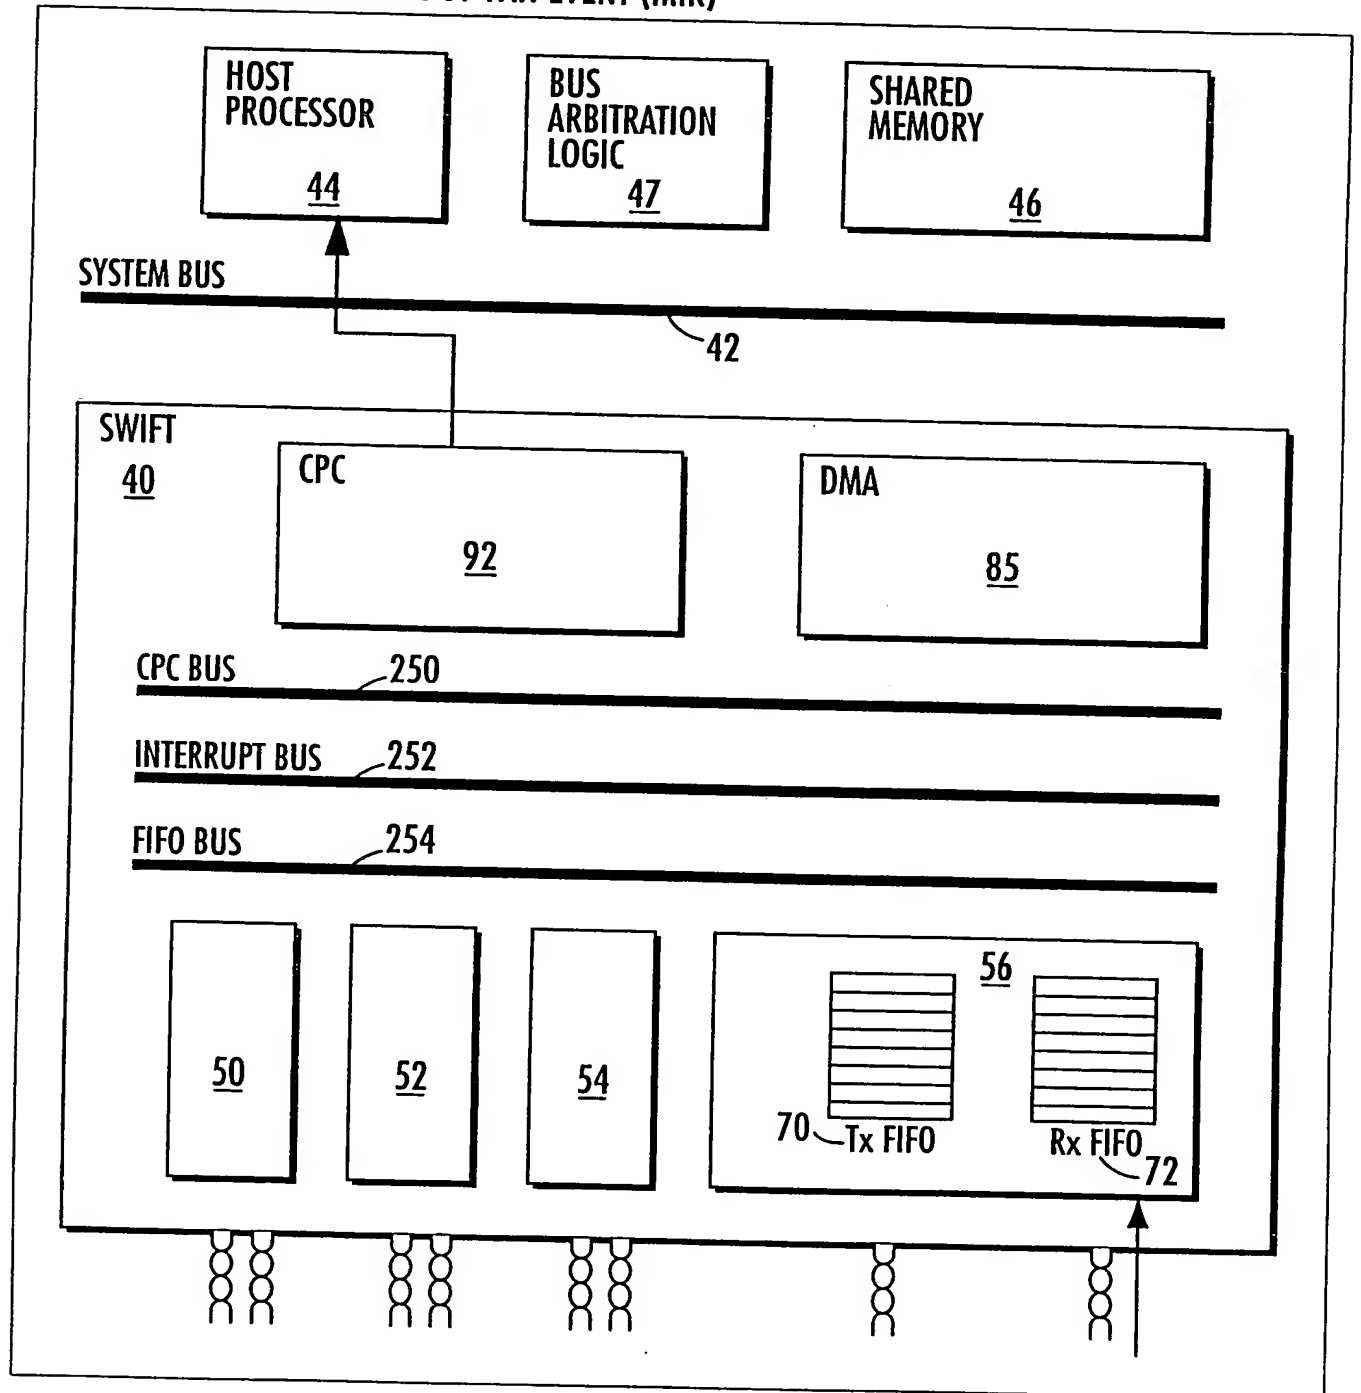 EVENT (MIR)
HOST
PROCESSOR
44
BUS
ARBITRATION
LOGIC
47
SHARED
MEMORY
46
SYSTEM BUS
42
SWIFT
40
CPC
92
DMA
85
CPC BUS
250
INTERRUPT BUS
252
FIFO BUS
254
50
52
54
56
70
Tx FIFO
Rx FIFO
72